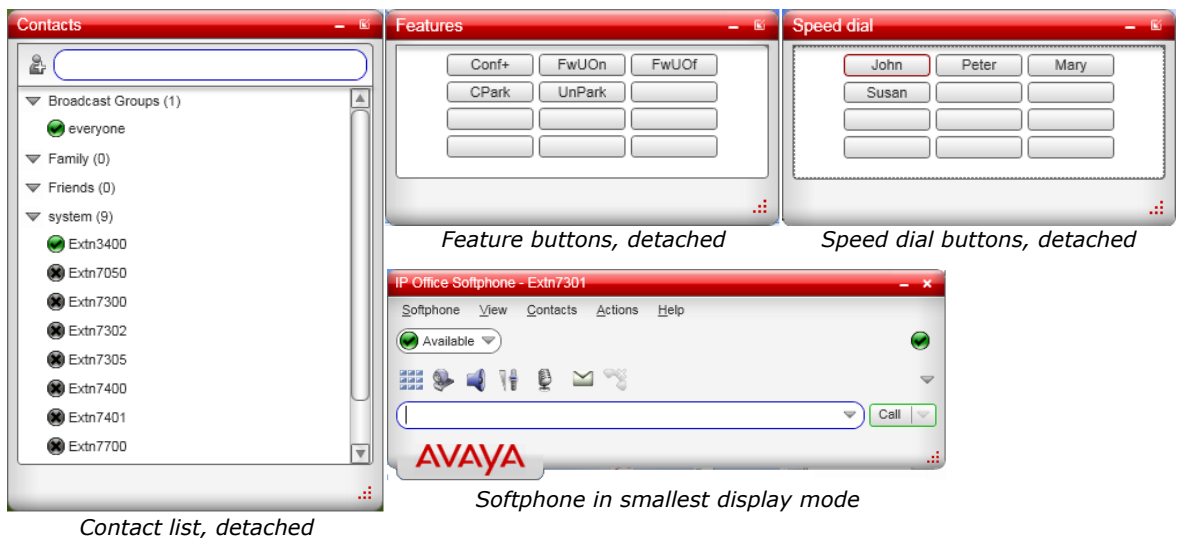 Contacts
Broadcast Groups (1)
everyone
Family (0)
Friends (0)
system (9)
Extn3400
Extn7050
Extn7300
Extn7302
Extn7305
Extn7400
Extn7401
Extn7700
Contact list, detached
Features
Conf+ FwUOn FwUOf
CPark UnPark
Feature buttons, detached
Speed dial
John Peter Mary
Susan
Speed dial buttons, detached
IP Office Softphone - Extn7301
Softphone View Contacts Actions Help
Available
Call
AVAYA
Softphone in smallest display mode